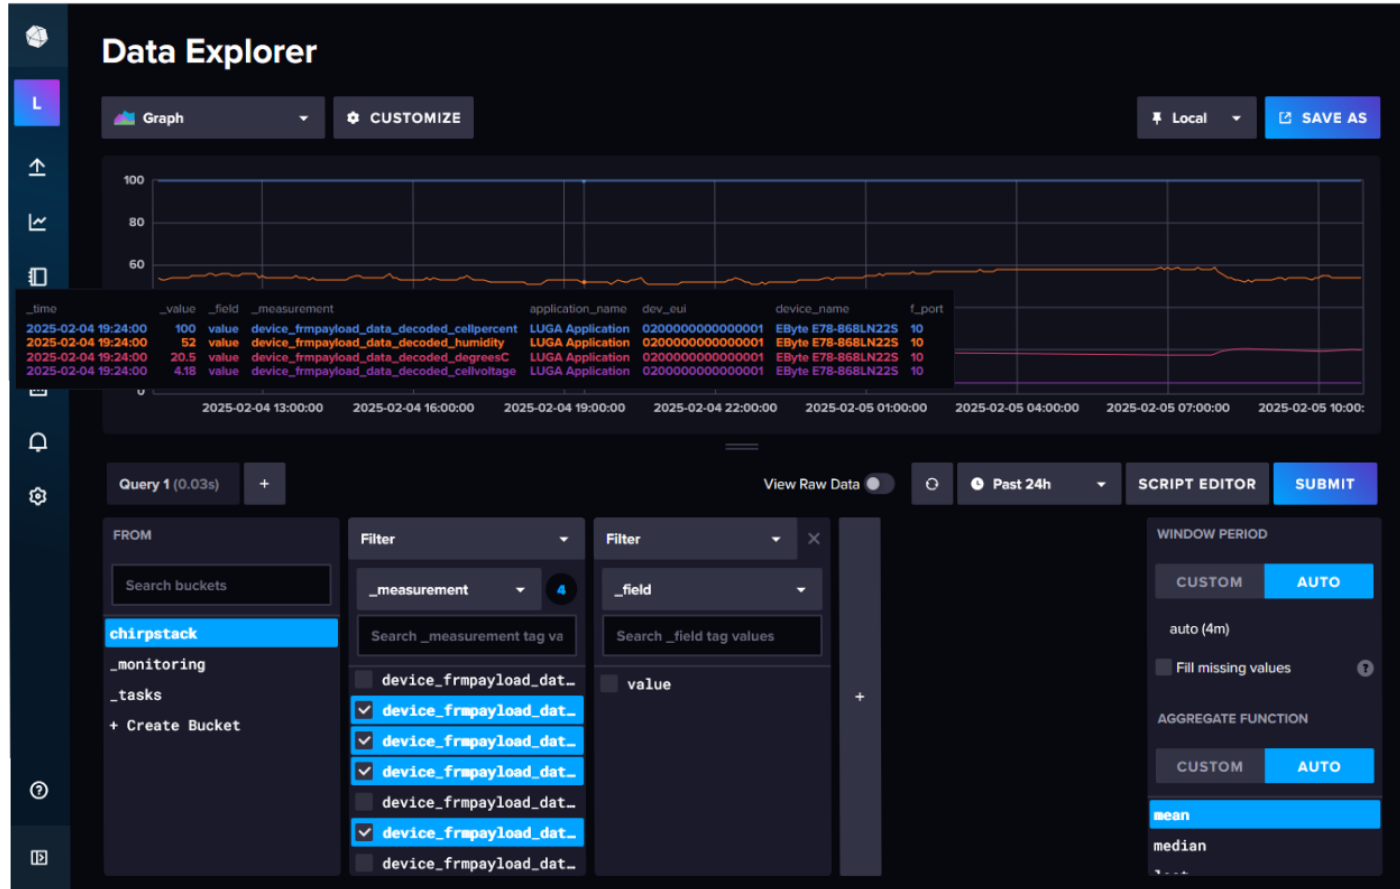 Data Explorer
L
Graph
CUSTOMIZE
Local
SAVE AS
100
80
60
_time _value _field _measurement application_name dev_eui device_name f_port
2025-02-04 19:24:00 100 value device_frmpayload_data_decoded_cellpercent LUGA Application 0200000000000001 EByte E78-868LN22S 10
2025-02-04 19:24:00 52 value device_frmpayload_data_decoded_humidity LUGA Application 0200000000000001 EByte E78-868LN22S 10
2025-02-04 19:24:00 20.5 value device_frmpayload_data_decoded_degreesC LUGA Application 0200000000000001 EByte E78-868LN22S 10
2025-02-04 19:24:00 4.18 value device_frmpayload_data_decoded_cellvoltage LUGA Application 0200000000000001 EByte E78-868LN22S 10
0
2025-02-04 13:00:00 2025-02-04 16:00:00 2025-02-04 19:00:00 2025-02-04 22:00:00 2025-02-05 01:00:00 2025-02-05 04:00:00 2025-02-05 07:00:00 2025-02-05 10:00:
Query 1 (0.03s)
+
View Raw Data
Past 24h
SCRIPT EDITOR
SUBMIT
FROM
Search buckets
chirpstack
_monitoring
_tasks
+ Create Bucket
Filter
_measurement
4
Search _measurement tag va
device_frmpayload_dat…
device_frmpayload_dat…
device_frmpayload_dat…
device_frmpayload_dat…
device_frmpayload_dat…
device_frmpayload_dat…
device_frmpayload_dat…
Filter
_field
Search _field tag values
value
+
WINDOW PERIOD
CUSTOM
AUTO
auto (4m)
Fill missing values
?
AGGREGATE FUNCTION
CUSTOM
AUTO
mean
median